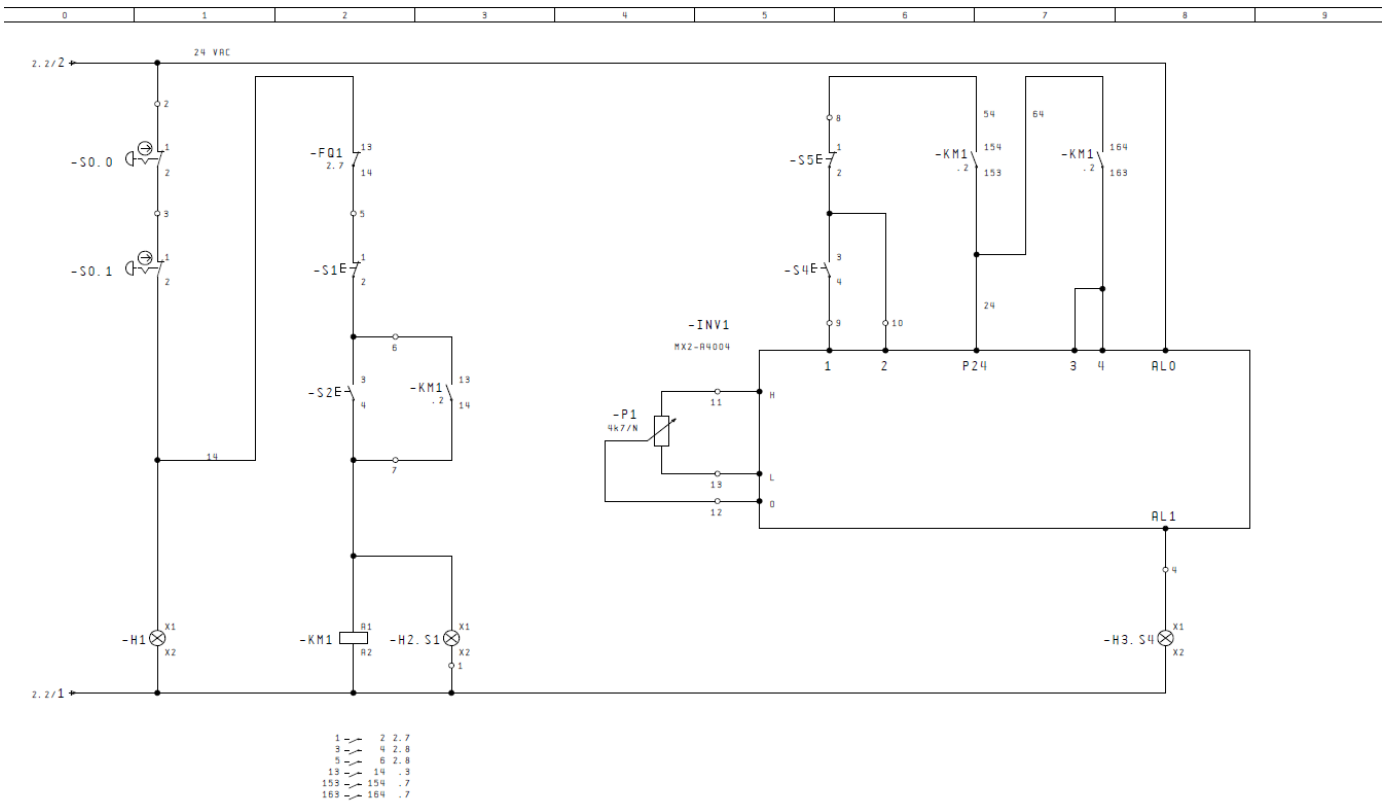 0 1 2 3 4 5 6 7 8 9
24 VAC
2.2/2
2
-S0.0
1
2
3
-S0.1
1
2
14
-H1
X1
X2
2.2/1
-FQ1
2.7
13
14
5
-S1E
1
2
6
-S2E
3
4
-KM1
.2
13
14
7
-KM1
A1
A2
-H2.S1
X1
X2
1
8
-S5E
1
2
-S4E
3
4
9
10
54
-KM1
.2
154
153
24
64
-KM1
.2
164
163
-INV1
MX2-A4004
1 2 P24 3 4 AL0
-P1
4k7/N
11
H
13
L
12
O
AL1
4
-H3.S4
X1
X2
1 2 2.7
3 4 2.8
5 6 2.8
13 14 .3
153 154 .7
163 164 .7